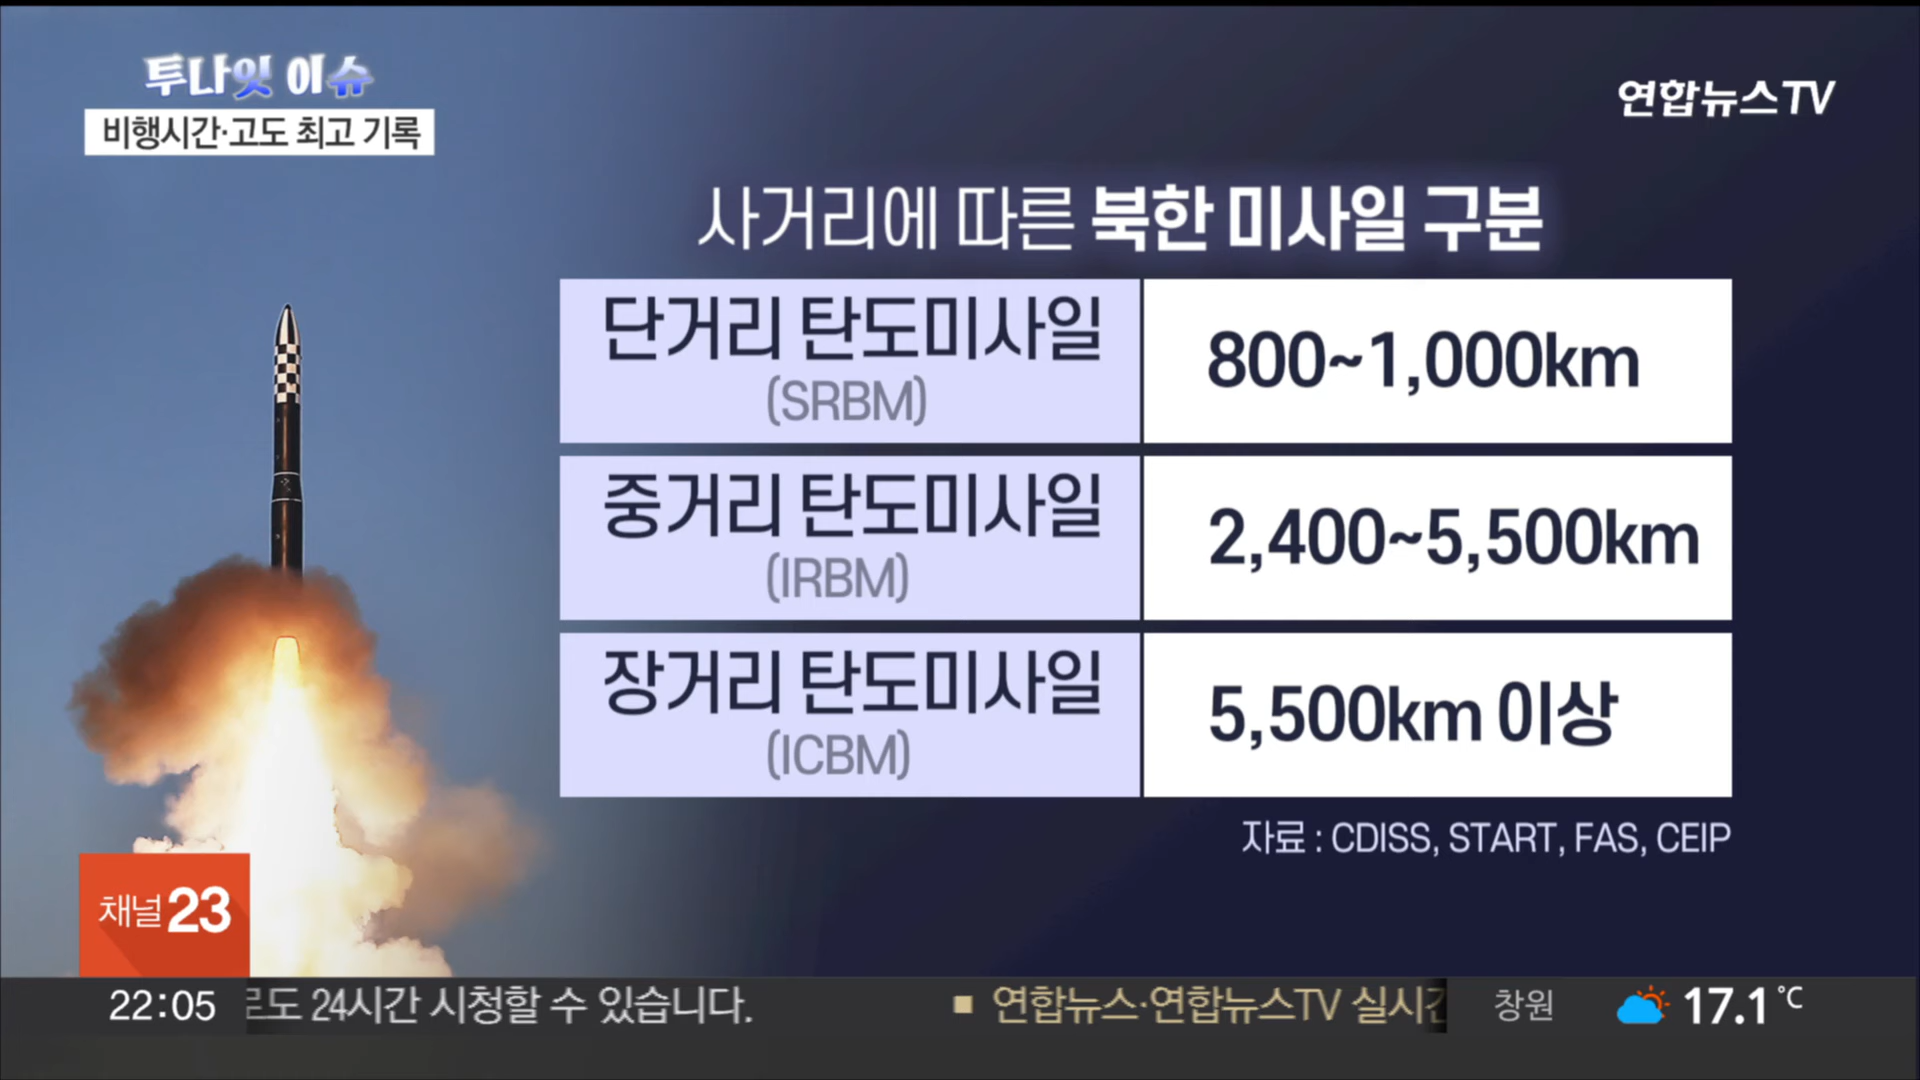 투나잇 이슈
비행시간·고도 최고 기록
연합뉴스TV
사거리에 따른 북한 미사일 구분
단거리 탄도미사일
(SRBM)
800~1,000km
중거리 탄도미사일
(IRBM)
2,400~5,500km
장거리 탄도미사일
(ICBM)
5,500km 이상
자료 : CDISS, START, FAS, CEIP
채널 23
22:05
도 24시간 시청할 수 있습니다.
■ 연합뉴스·연합뉴스TV 실시
창원
17.1℃